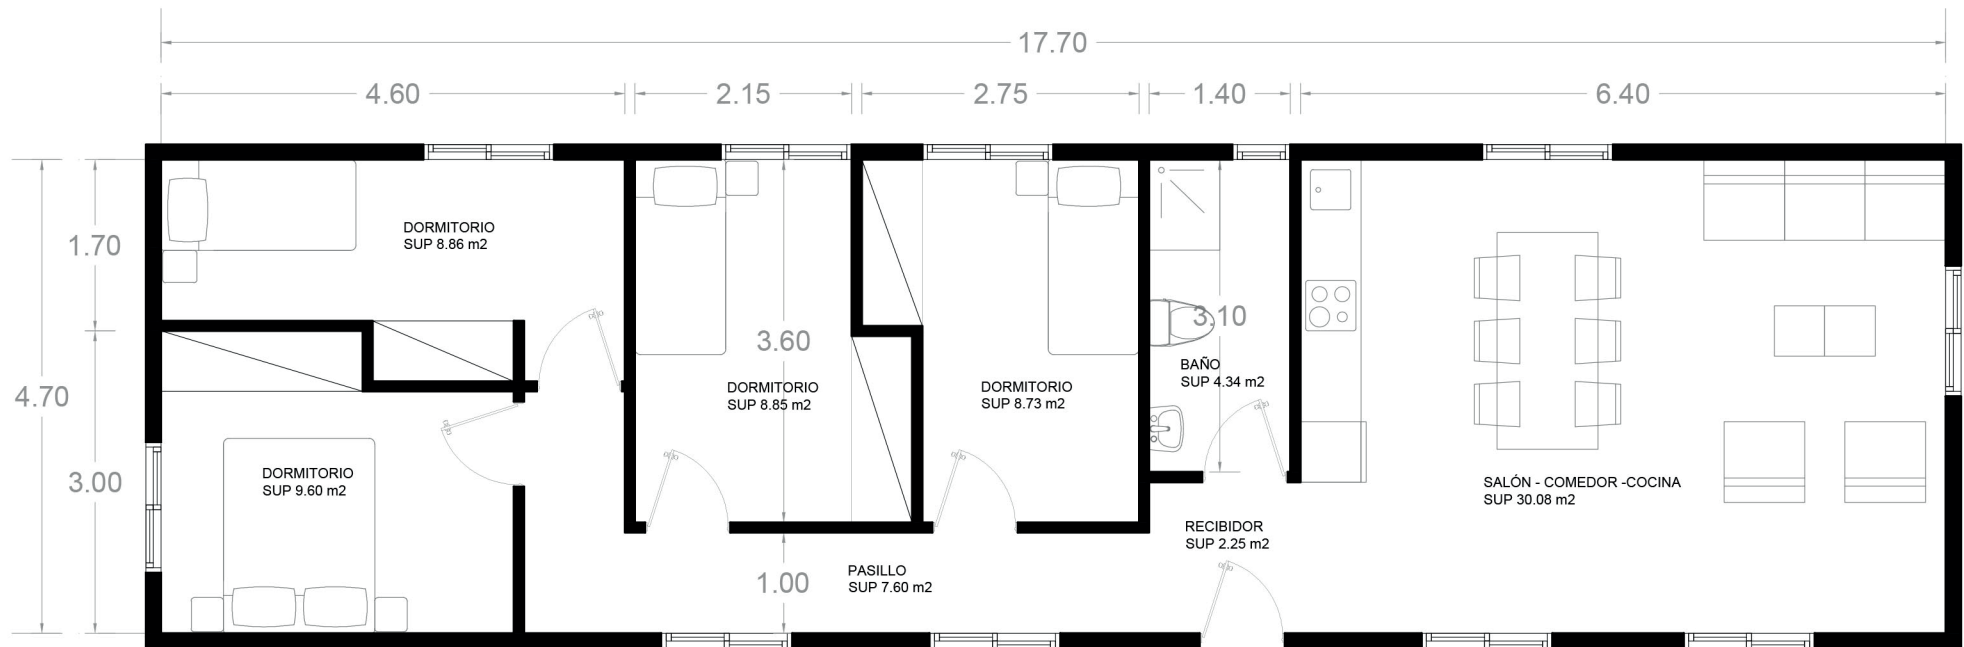 17.70
4.60
2.15
2.75
1.40
6.40
1.70
4.70
3.00
DORMITORIO
SUP 8.86 m2
DORMITORIO
SUP 9.60 m2
3.60
DORMITORIO
SUP 8.85 m2
DORMITORIO
SUP 8.73 m2
3.10
BAÑO
SUP 4.34 m2
SALÓN - COMEDOR -COCINA
SUP 30.08 m2
RECIBIDOR
SUP 2.25 m2
PASILLO
SUP 7.60 m2
1.00